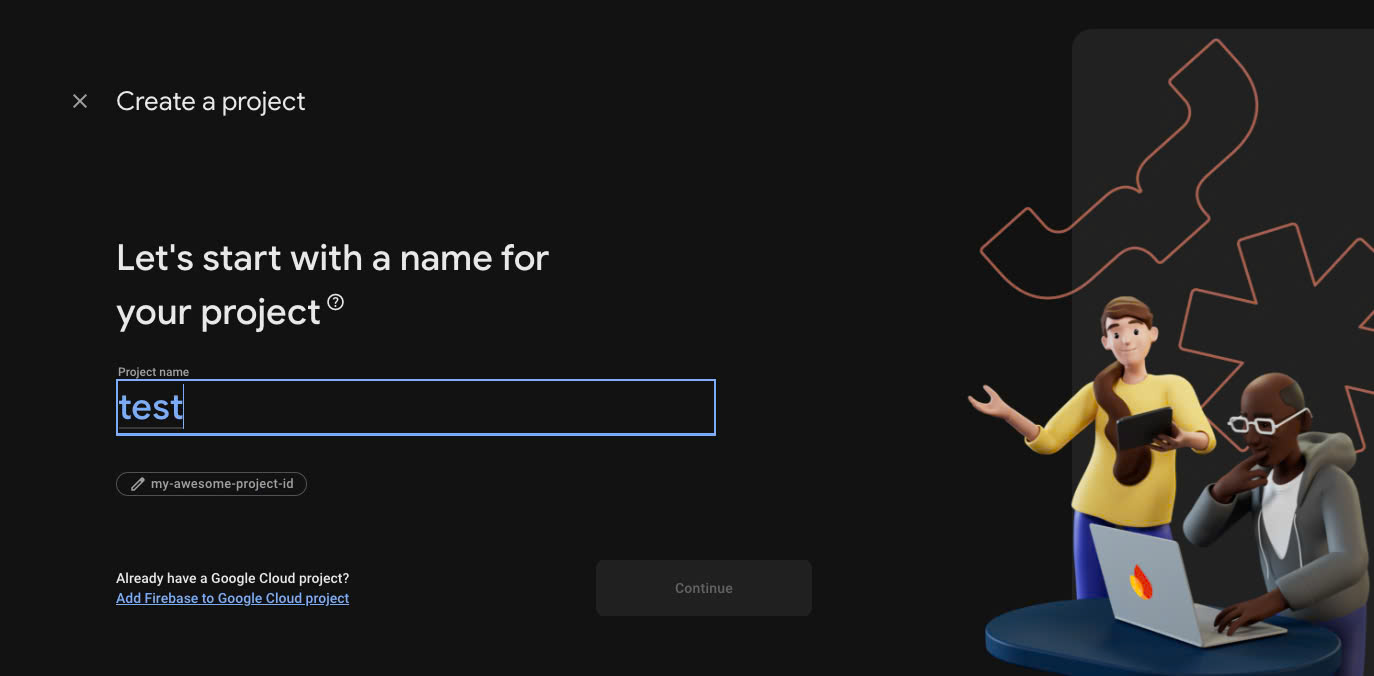 Create a project
Let's start with a name for
your project
Project name
test
my-awesome-project-id
Already have a Google Cloud project?
Add Firebase to Google Cloud project
Continue